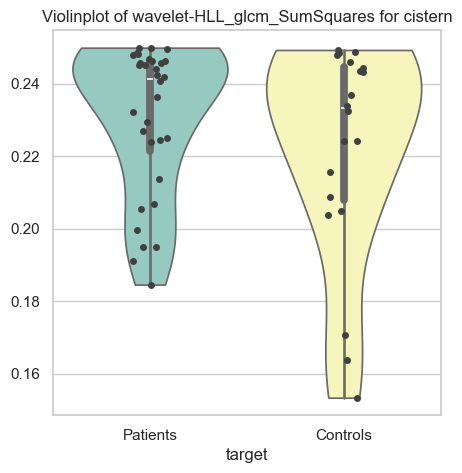 Violinplot of wavelet-HLL_glcm_SumSquares for cistern
0.24
0.22
0.20
0.18
0.16
Patients
Controls
target